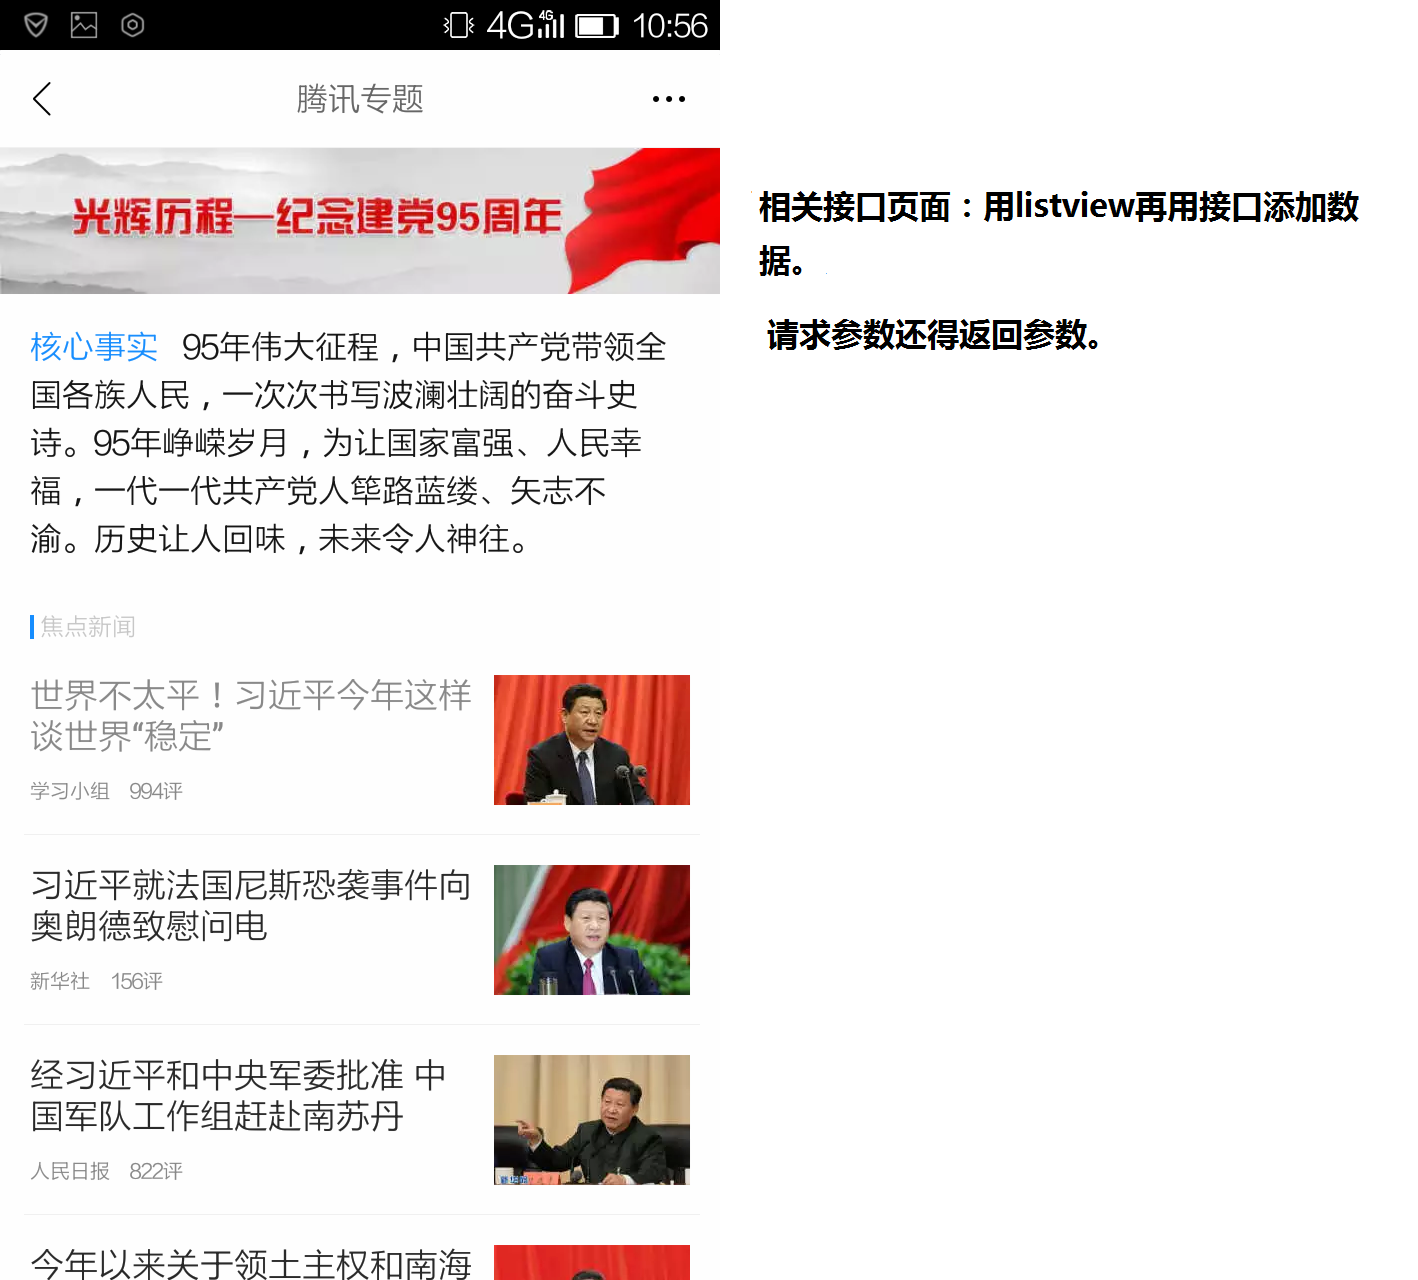 4G 4G 10:56
腾讯专题
光辉历程—纪念建党95周年
核心事实 95年伟大征程，中国共产党带领全
国各族人民，一次次书写波澜壮阔的奋斗史
诗。95年峥嵘岁月，为让国家富强、人民幸
福，一代一代共产党人筚路蓝缕、矢志不
渝。历史让人回味，未来令人神往。
焦点新闻
世界不太平！习近平今年这样
谈世界“稳定”
学习小组 994评
习近平就法国尼斯恐袭事件向
奥朗德致慰问电
新华社 156评
经习近平和中央军委批准 中
国军队工作组赶赴南苏丹
人民日报 822评
今年以来关于领土主权和南海
相关接口页面：用listview再用接口添加数
据。
请求参数还得返回参数。